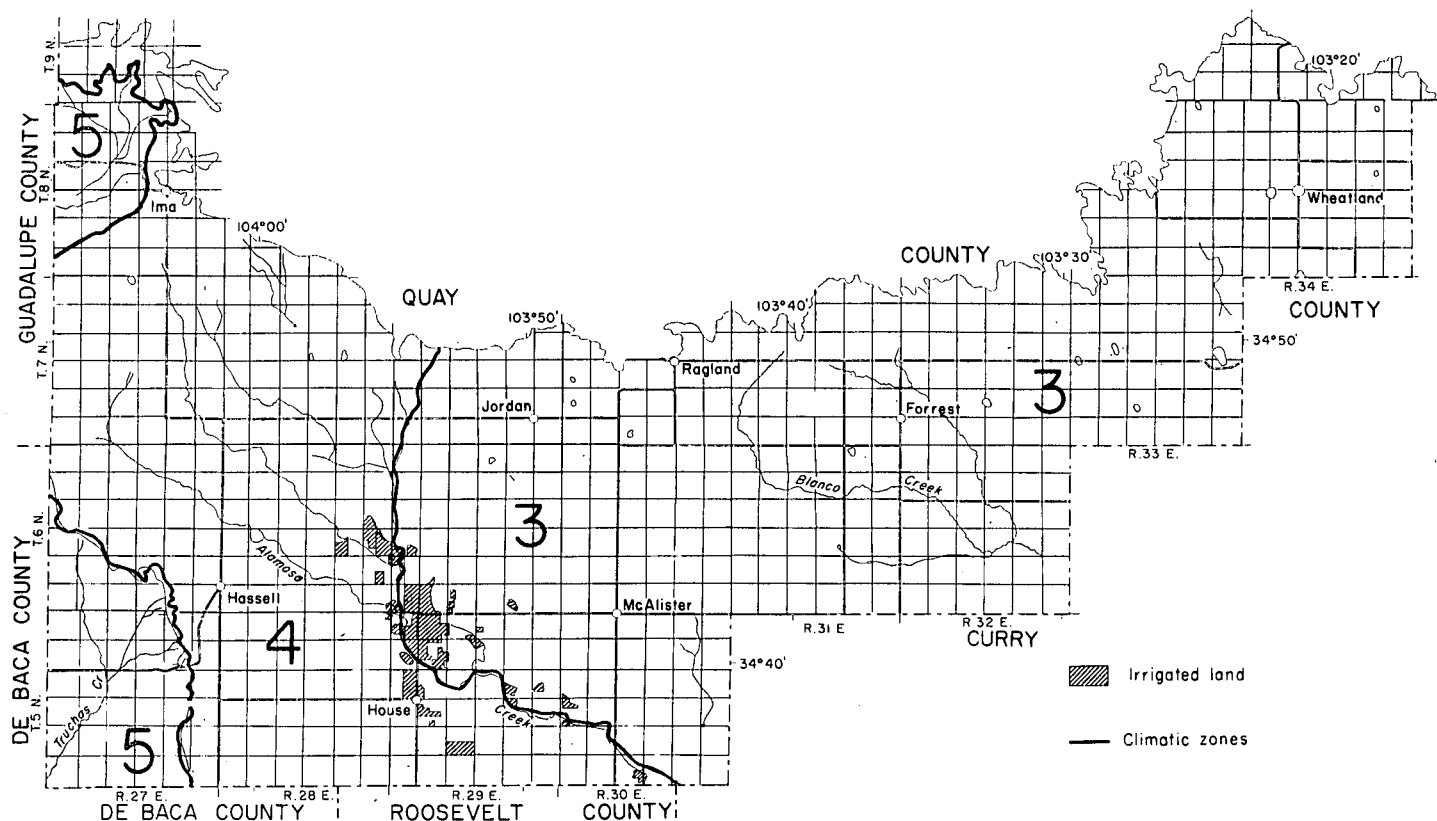 103°20'
T. 9 N.
5
GUADALUPE COUNTY
T. 8 N.
Ima
Wheatland
104°00'
COUNTY
103°30'
QUAY
R.34 E.
COUNTY
103°40'
103°50'
34°50'
T. 7 N.
Ragland
3
Jordan
Forrest
R.33 E.
Blanco
Creek
3
T. 6 N.
DE BACA COUNTY
Alamosa
Hassell
McAlister
4
R.31 E
R.32 E.
CURRY
34°40'
Irrigated land
Truchas Cr.
T. 5 N.
House
Creek
Climatic zones
5
R.27 E.
R.28 E.
R.29 E.
R.30 E.
DE BACA COUNTY
ROOSEVELT
COUNTY